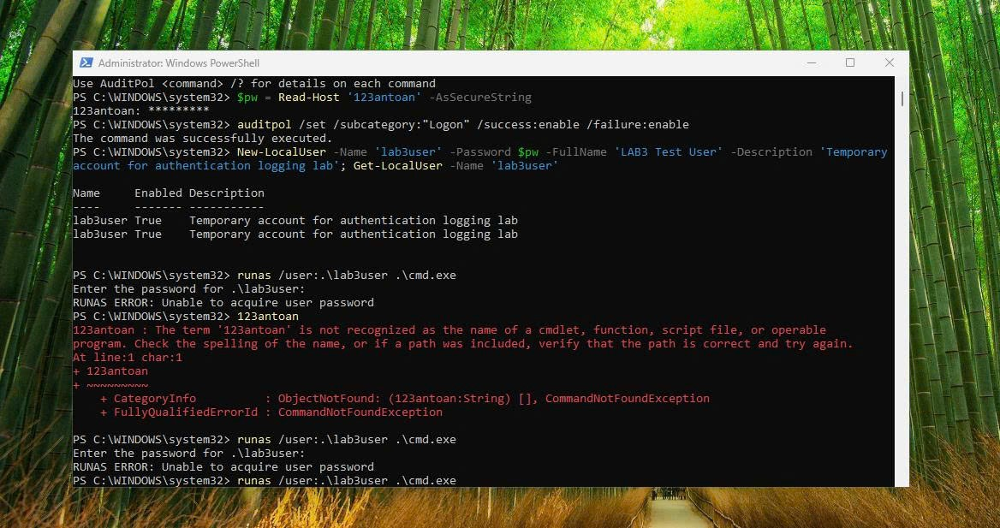 Administrator: Windows PowerShell
Use AuditPol <command> /? for details on each command
PS C:\WINDOWS\system32> $pw = Read-Host '123antoan' -AsSecureString
123antoan: *********
PS C:\WINDOWS\system32> auditpol /set /subcategory:"Logon" /success:enable /failure:enable
The command was successfully executed.
PS C:\WINDOWS\system32> New-LocalUser -Name 'lab3user' -Password $pw -FullName 'LAB3 Test User' -Description 'Temporary
account for authentication logging lab'; Get-LocalUser -Name 'lab3user'
Name     Enabled Description
----     ------- -----------
lab3user True    Temporary account for authentication logging lab
lab3user True    Temporary account for authentication logging lab
PS C:\WINDOWS\system32> runas /user:.\lab3user .\cmd.exe
Enter the password for .\lab3user:
RUNAS ERROR: Unable to acquire user password
PS C:\WINDOWS\system32> 123antoan
123antoan : The term '123antoan' is not recognized as the name of a cmdlet, function, script file, or operable
program. Check the spelling of the name, or if a path was included, verify that the path is correct and try again.
At line:1 char:1
+ 123antoan
+ ~~~~~~~~~
    + CategoryInfo          : ObjectNotFound: (123antoan:String) [], CommandNotFoundException
    + FullyQualifiedErrorId : CommandNotFoundException
PS C:\WINDOWS\system32> runas /user:.\lab3user .\cmd.exe
Enter the password for .\lab3user:
RUNAS ERROR: Unable to acquire user password
PS C:\WINDOWS\system32> runas /user:.\lab3user .\cmd.exe